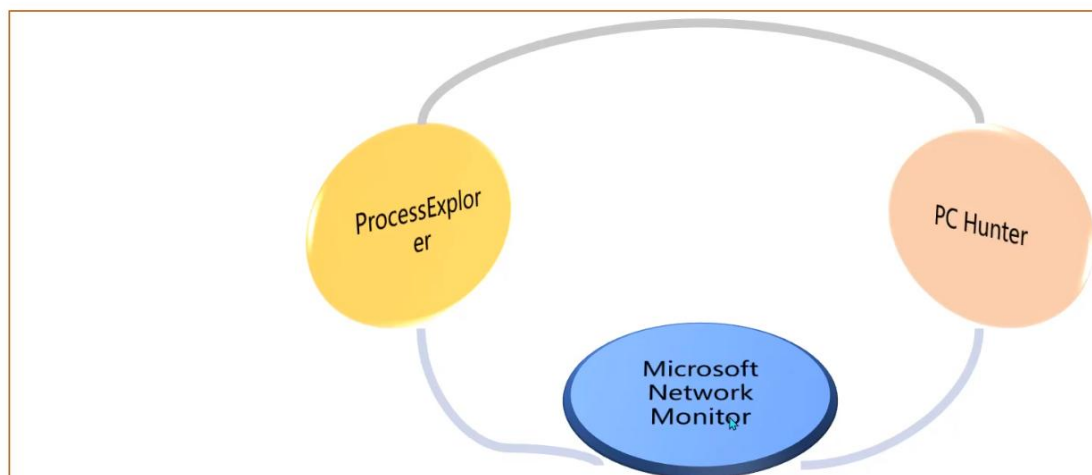 ProcessExplor
er
PC Hunter
Microsoft
Network
Monitor